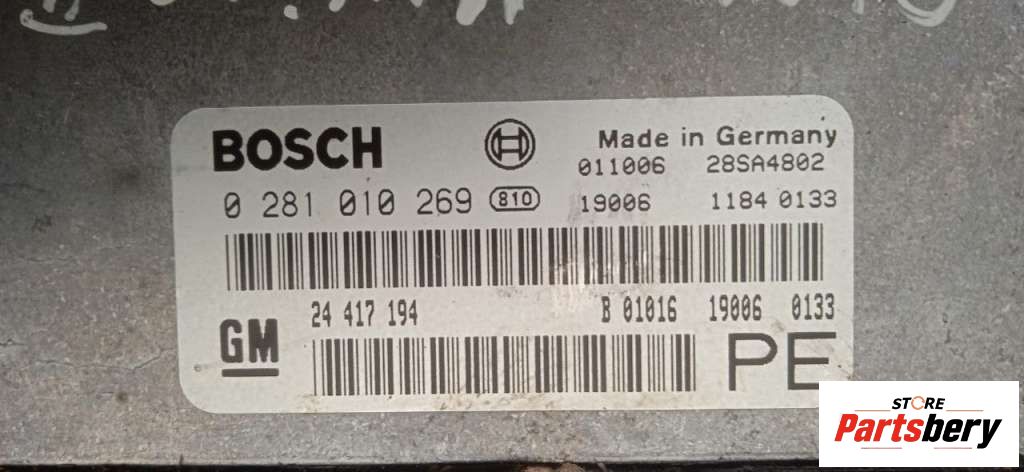 BOSCH
Made in Germany
011006 28SA4802
0 281 010 269 810 19006 1184 0133
24 417 194 B 01016 19006 0133
GM
PE
STORE
Partsbery